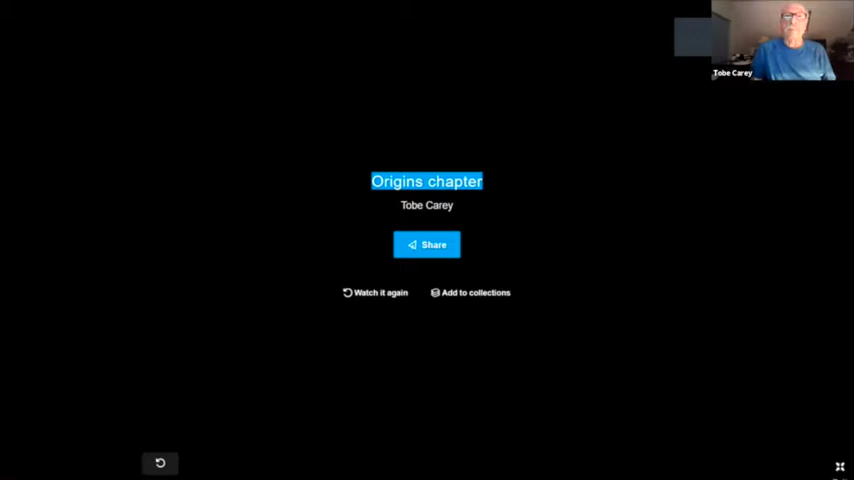 Tobe Carey
Origins chapter
Tobe Carey
Share
Watch it again
Add to collections